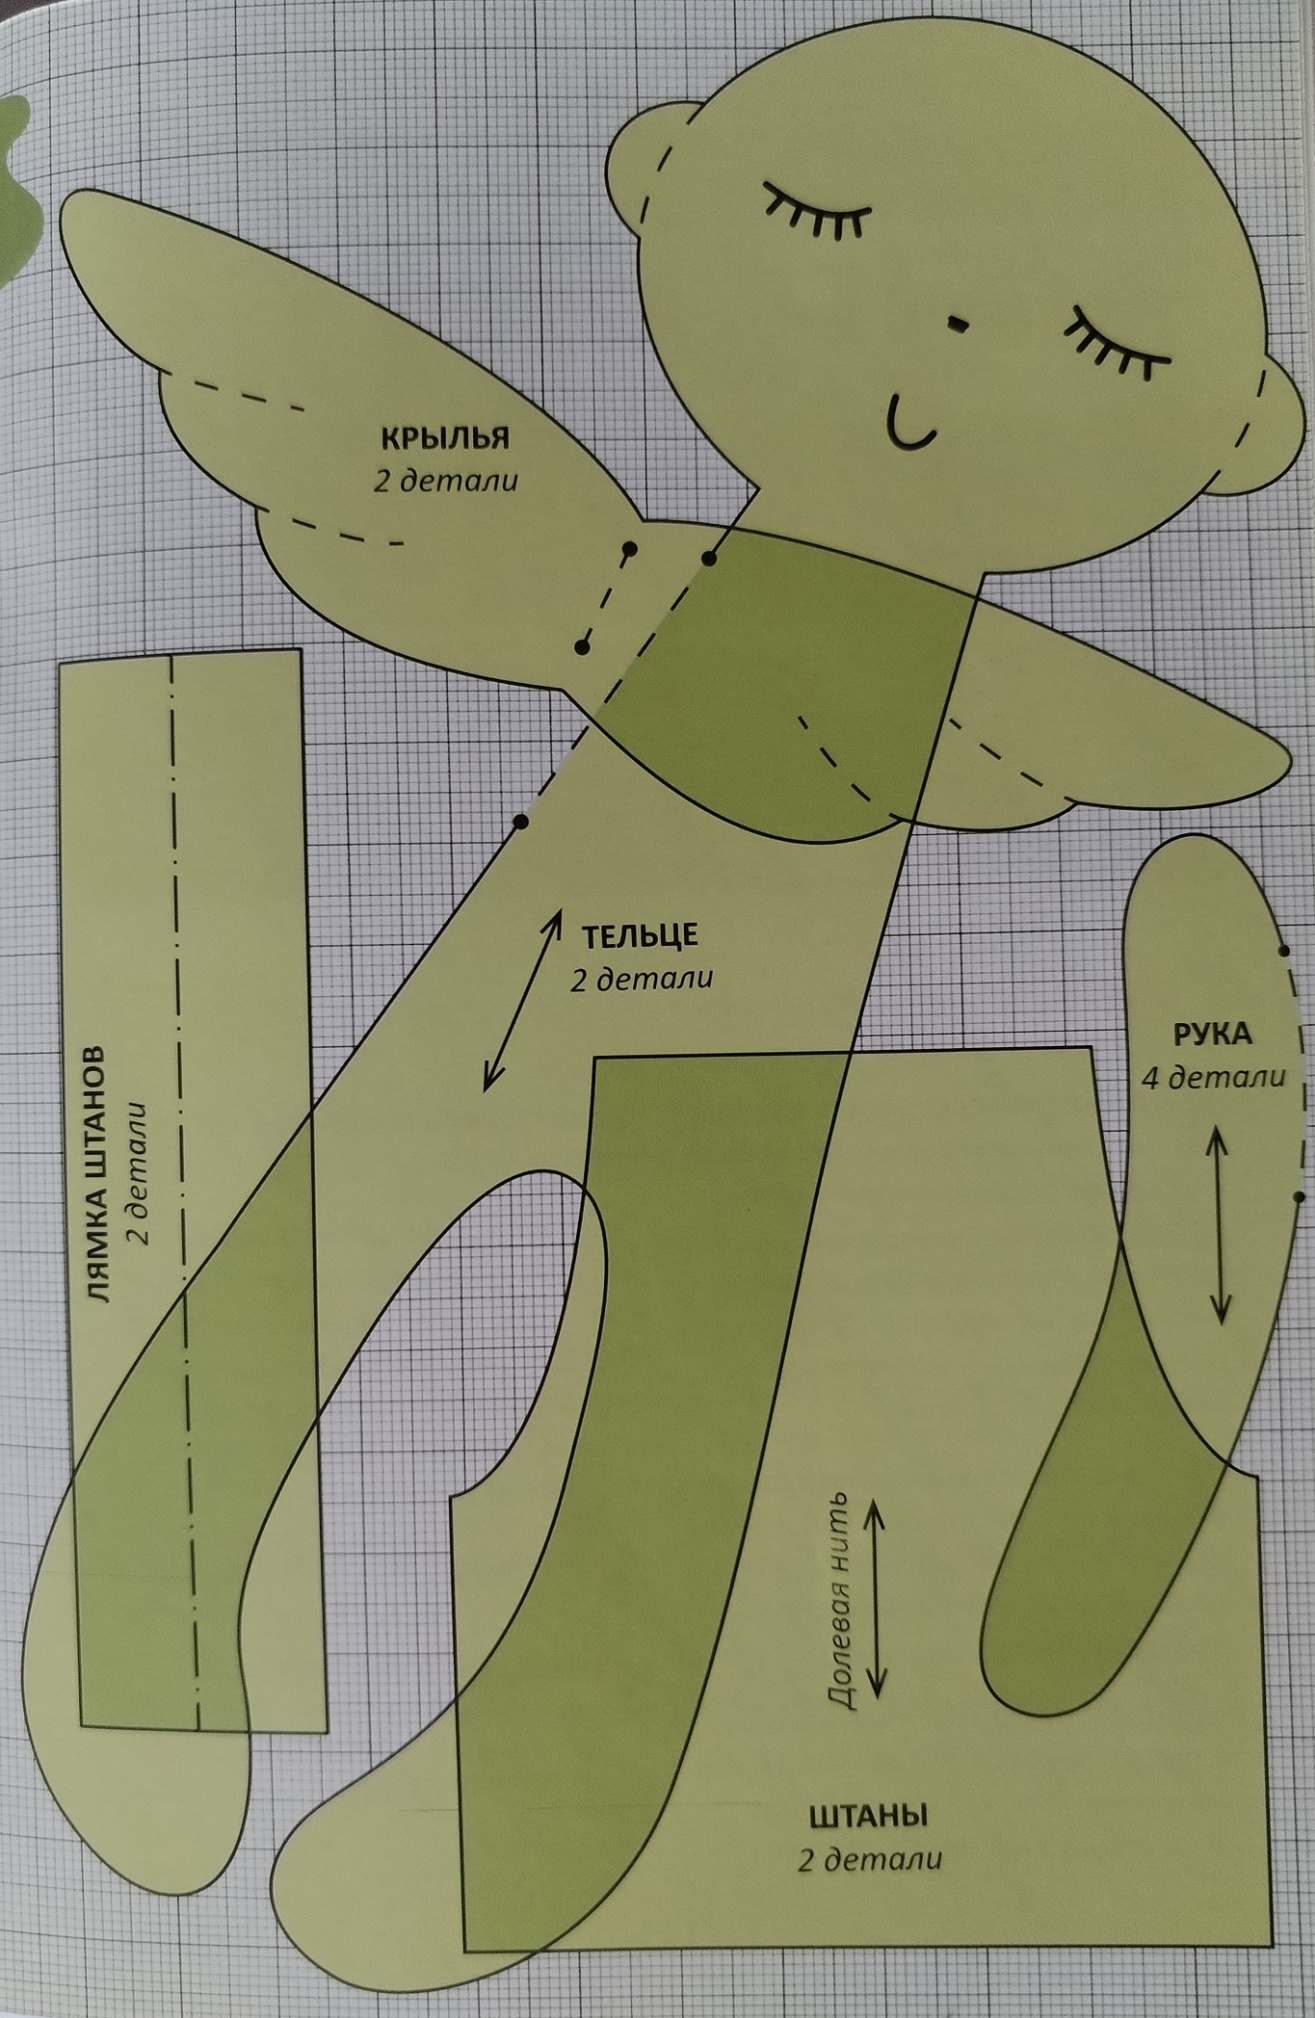 КРЫЛЬЯ
2 детали
ТЕЛЬЦЕ
2 детали
РУКА
4 детали
ЛЯМКА ШТАНОВ
2 детали
Долевая нить
ШТАНЫ
2 детали